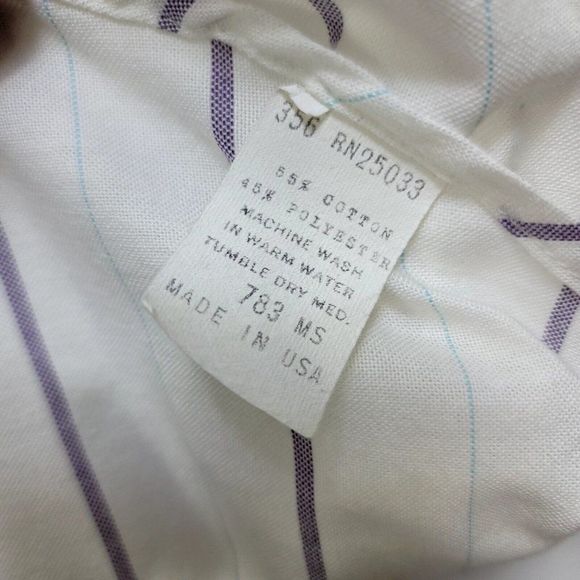 356 RN25033
55% COTTON
45% POLYESTER
MACHINE WASH
IN WARM WATER
TUMBLE DRY MED.
783 MS
MADE IN USA